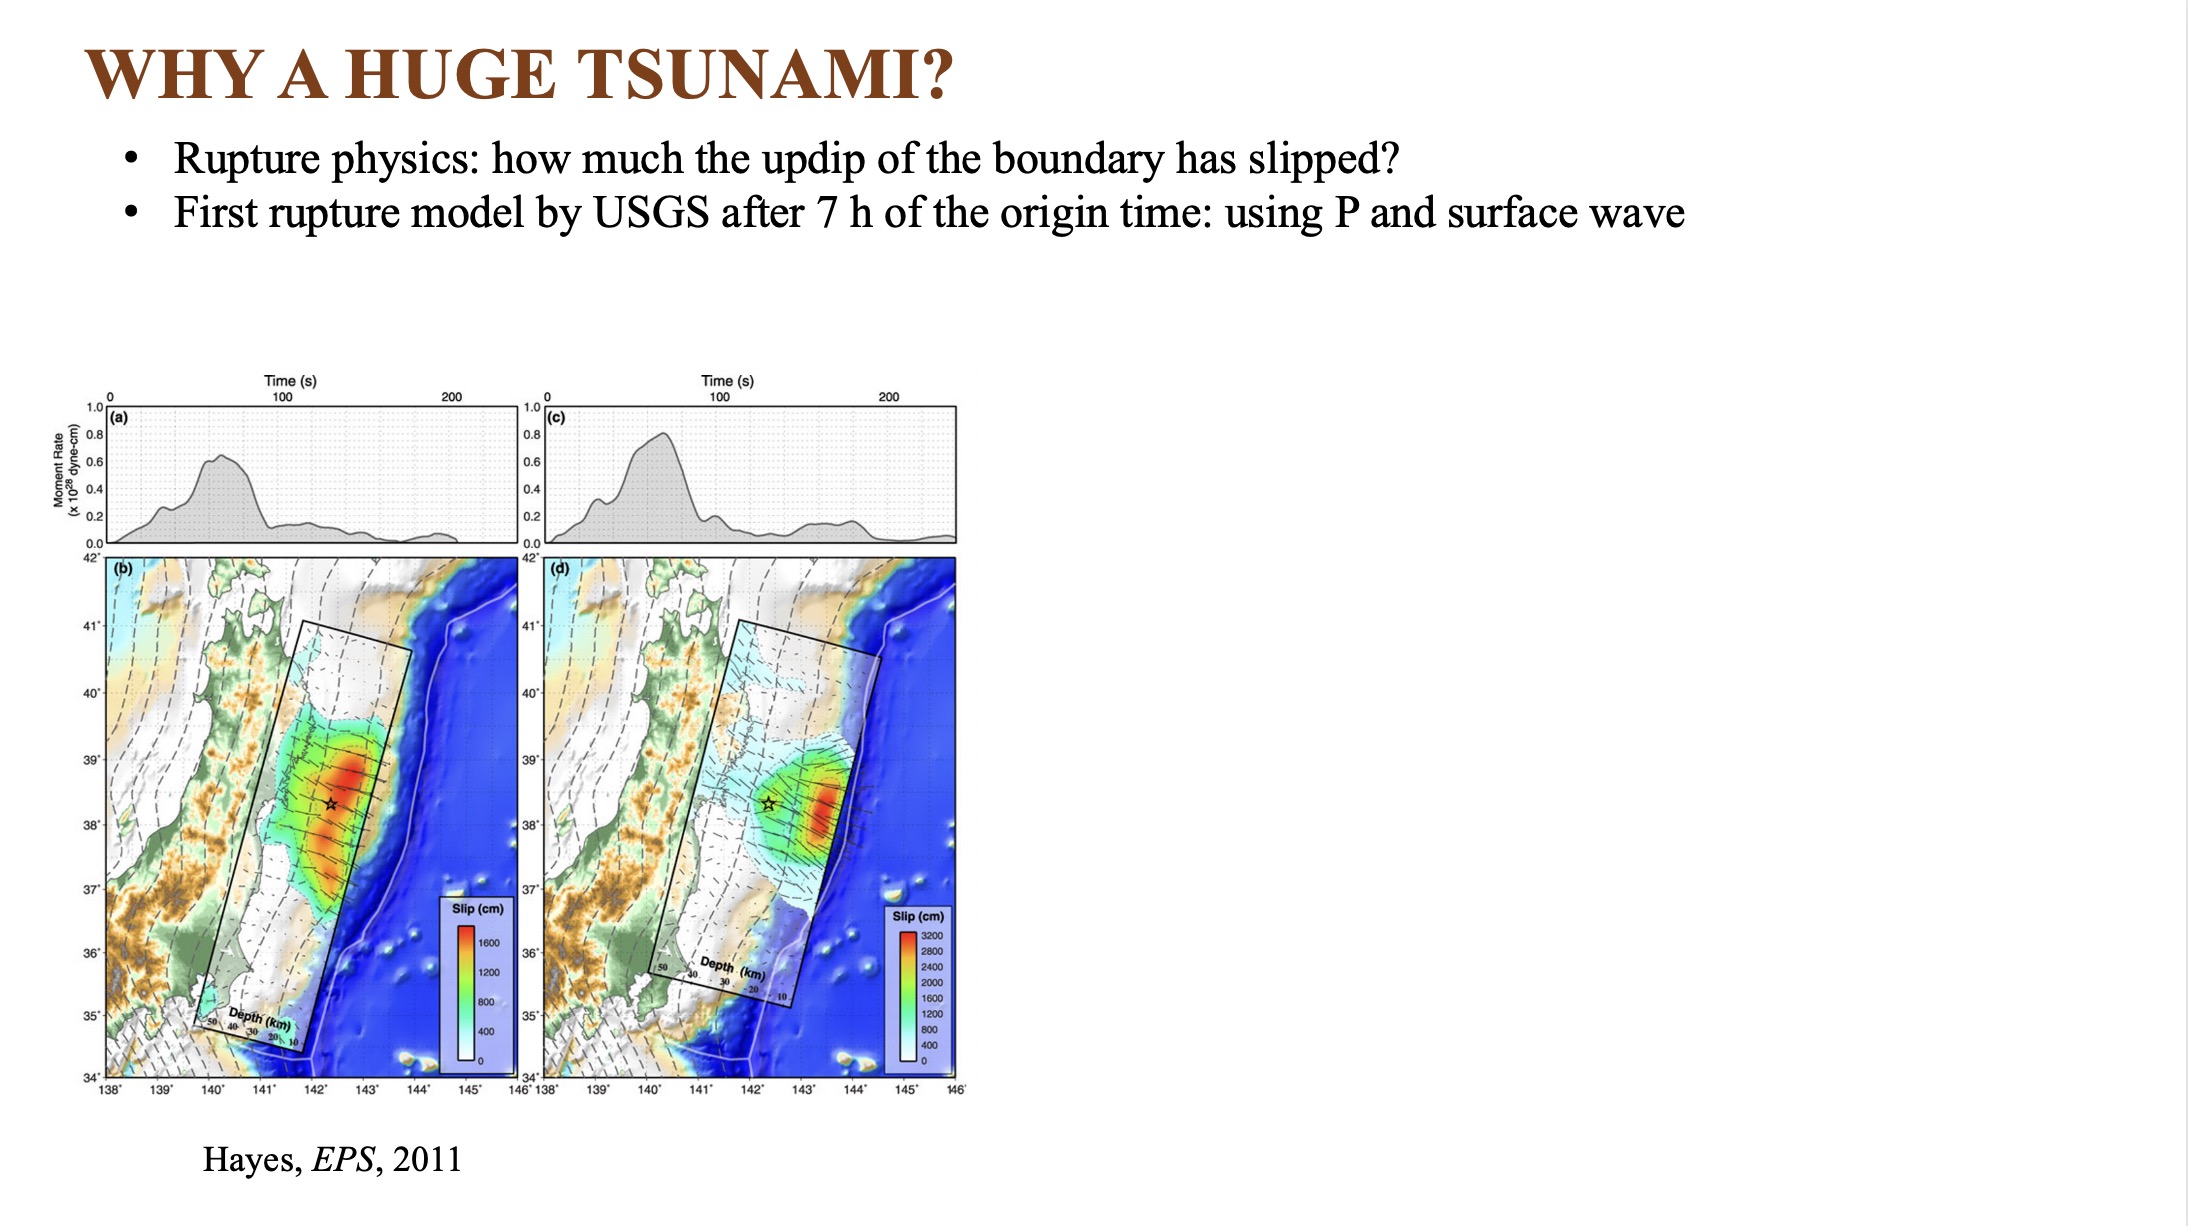 WHY A HUGE TSUNAMI?
• Rupture physics: how much the updip of the boundary has slipped?
• First rupture model by USGS after 7 h of the origin time: using P and surface wave
Time (s)
0 100 200
Moment Rate
(x 10²⁸ dyne-cm)
1.0
0.8
0.6
0.4
0.2
0.0
(a)
Time (s)
0 100 200
1.0
0.8
0.6
0.4
0.2
0.0
(c)
(b)
42°
41°
40°
39°
38°
37°
36°
35°
34°
Slip (cm)
1600
1200
800
400
0
Depth (km)
50 40 30 20 10
138° 139° 140° 141° 142° 143° 144° 145° 146°
(d)
42°
41°
40°
39°
38°
37°
36°
35°
34°
Slip (cm)
3200
2800
2400
2000
1600
1200
800
400
0
Depth (km)
50 40 30 20 10
138° 139° 140° 141° 142° 143° 144° 145° 146°
Hayes, EPS, 2011